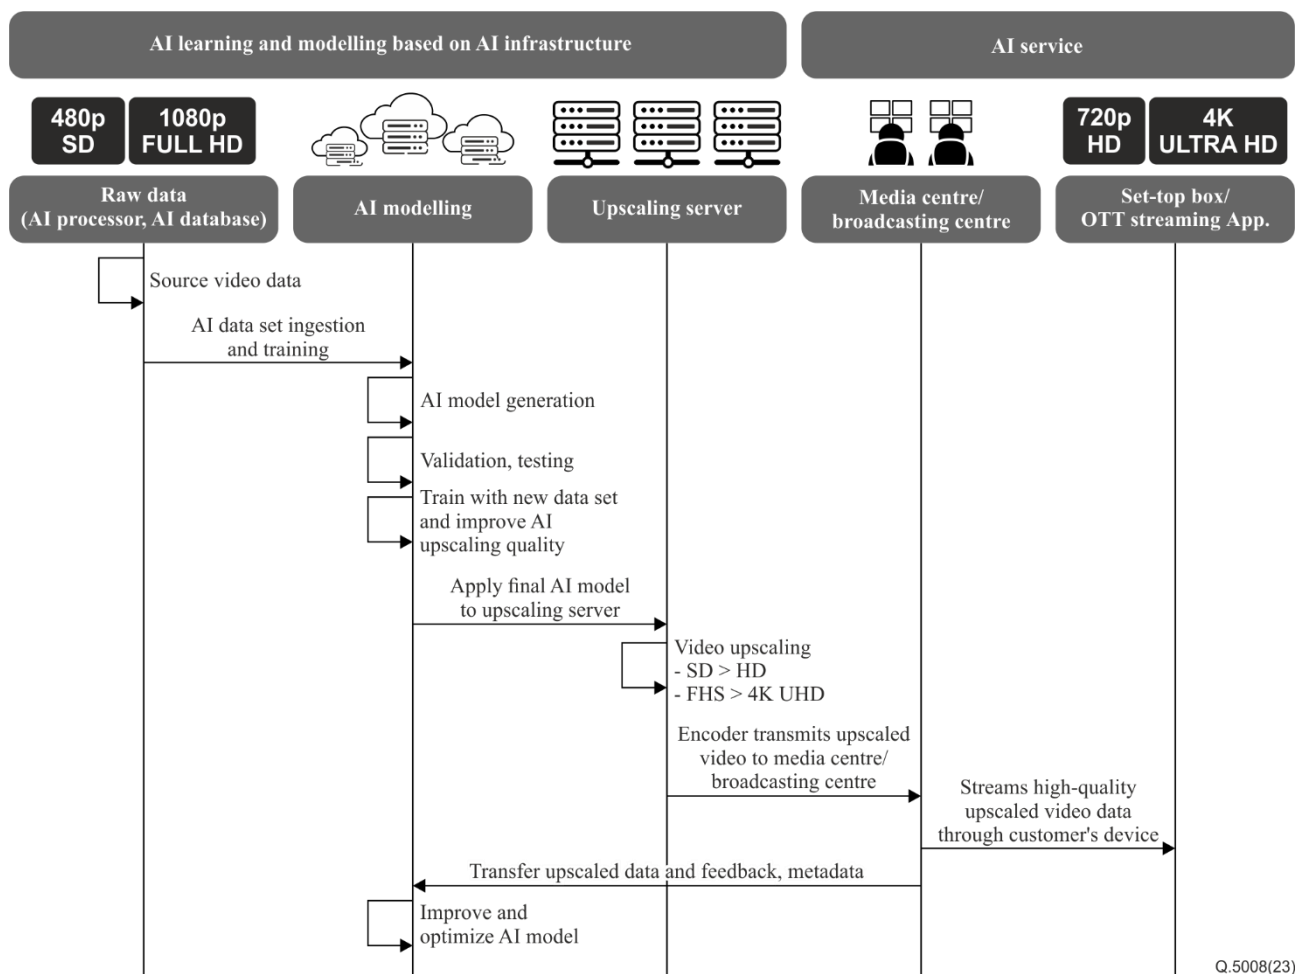 AI learning and modelling based on AI infrastructure
AI service
480p
SD
1080p
FULL HD
720p
HD
4K
ULTRA HD
Raw data
(AI processor, AI database)
AI modelling
Upscaling server
Media centre/
broadcasting centre
Set-top box/
OTT streaming App.
Source video data
AI data set ingestion
and training
AI model generation
Validation, testing
Train with new data set
and improve AI
upscaling quality
Apply final AI model
to upscaling server
Video upscaling
- SD > HD
- FHS > 4K UHD
Encoder transmits upscaled
video to media centre/
broadcasting centre
Streams high-quality
upscaled video data
through customer's device
Transfer upscaled data and feedback, metadata
Improve and
optimize AI model
Q.5008(23)